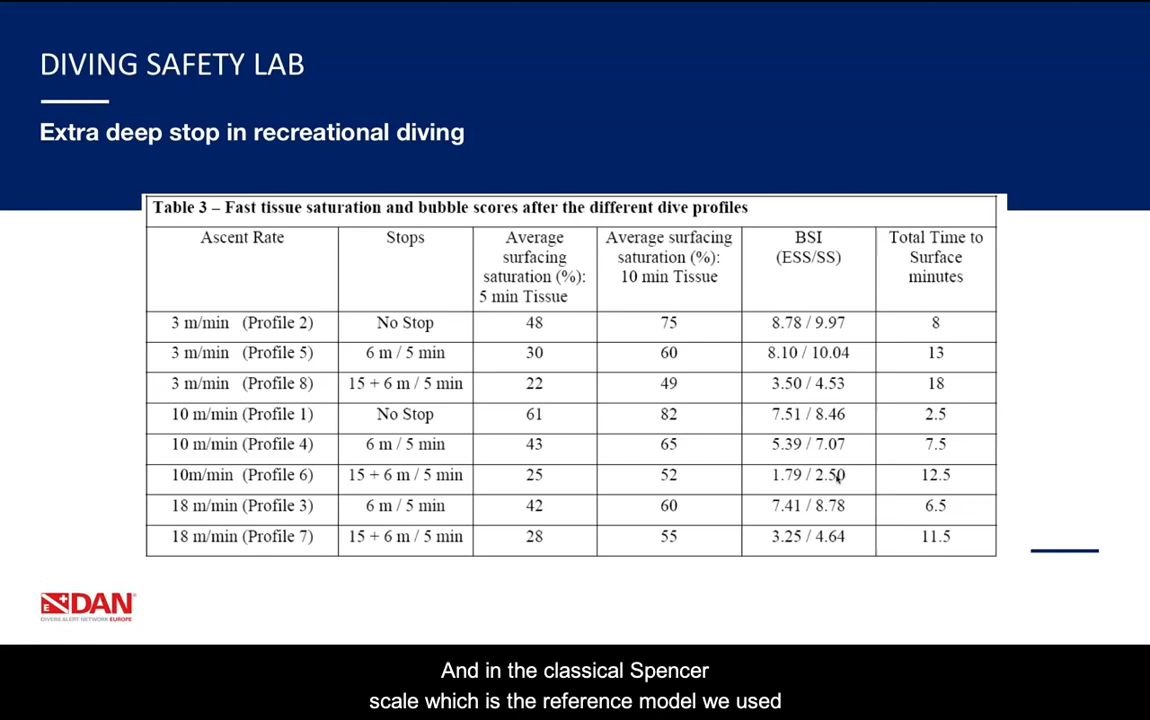 DIVING SAFETY LAB
Extra deep stop in recreational diving
Table 3 – Fast tissue saturation and bubble scores after the different dive profiles
Ascent Rate Stops Average surfacing saturation (%): 5 min Tissue Average surfacing saturation (%): 10 min Tissue BSI (ESS/SS) Total Time to Surface minutes
3 m/min (Profile 2) No Stop 48 75 8.78 / 9.97 8
3 m/min (Profile 5) 6 m / 5 min 30 60 8.10 / 10.04 13
3 m/min (Profile 8) 15 + 6 m / 5 min 22 49 3.50 / 4.53 18
10 m/min (Profile 1) No Stop 61 82 7.51 / 8.46 2.5
10 m/min (Profile 4) 6 m / 5 min 43 65 5.39 / 7.07 7.5
10m/min (Profile 6) 15 + 6 m / 5 min 25 52 1.79 / 2.50 12.5
18 m/min (Profile 3) 6 m / 5 min 42 60 7.41 / 8.78 6.5
18 m/min (Profile 7) 15 + 6 m / 5 min 28 55 3.25 / 4.64 11.5
E DAN
DIVERS ALERT NETWORK EUROPE
And in the classical Spencer
scale which is the reference model we used